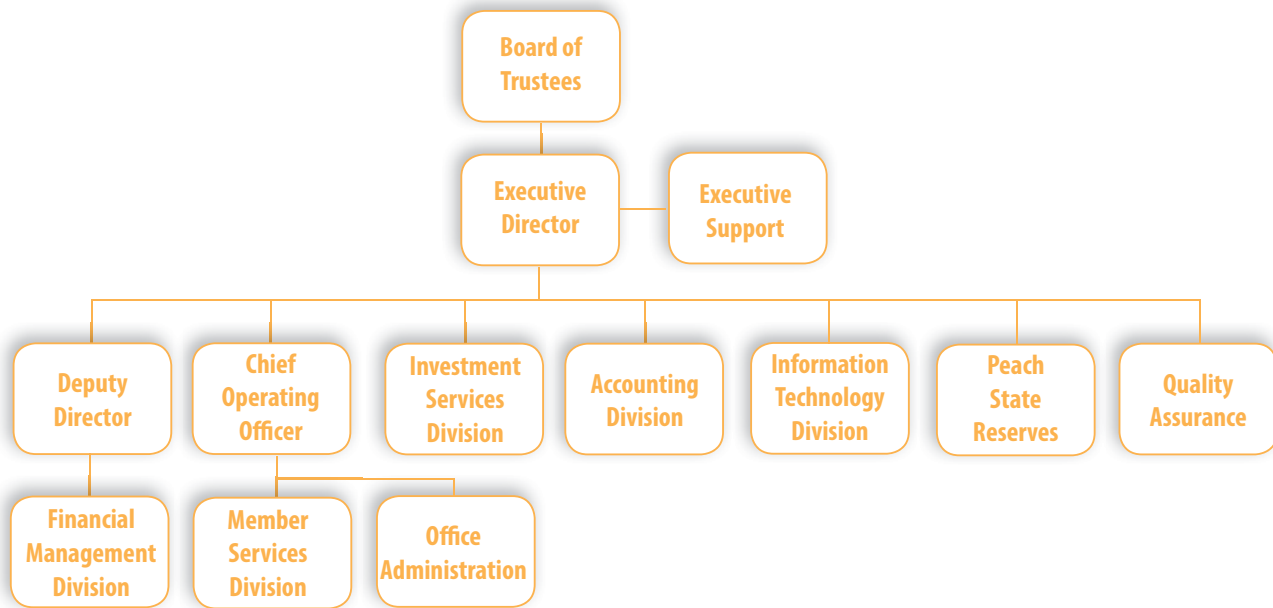 Board of
Trustees
Executive
Director
Executive
Support
Deputy
Director
Chief
Operating
Officer
Investment
Services
Division
Accounting
Division
Information
Technology
Division
Peach
State
Reserves
Quality
Assurance
Financial
Management
Division
Member
Services
Division
Office
Administration